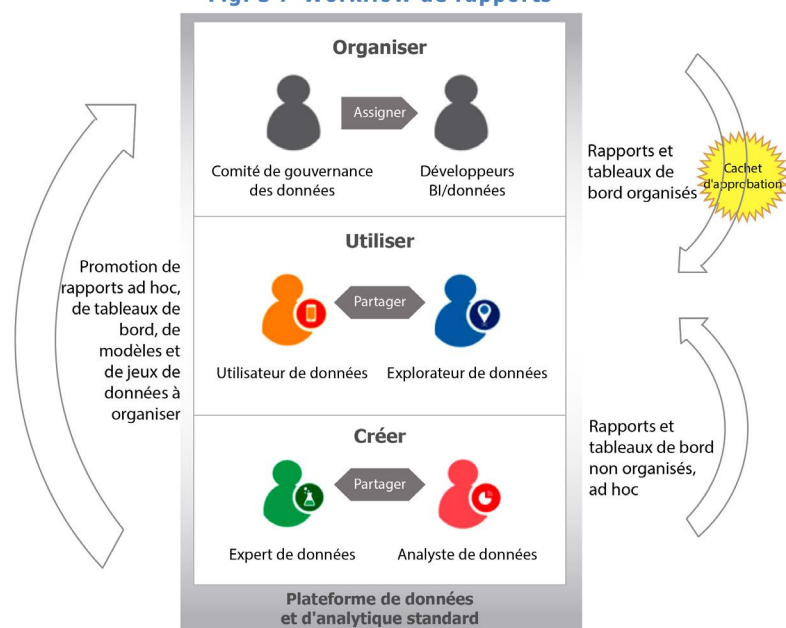 Organiser
Assigner
Comité de gouvernance
des données
Développeurs
BI/données
Rapports et
tableaux de
bord organisés
Cachet
d'approbation
Utiliser
Partager
Utilisateur de données
Explorateur de données
Promotion de
rapports ad hoc,
de tableaux de
bord, de
modèles et
de jeux de
données à
organiser
Créer
Partager
Expert de données
Analyste de données
Rapports et
tableaux de bord
non organisés,
ad hoc
Plateforme de données
et d'analytique standard